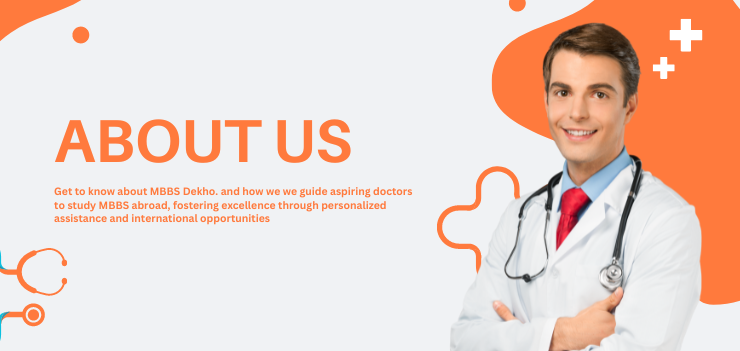 ABOUT US
Get to know about MBBS Dekho. and how we we guide aspiring doctors
to study MBBS abroad, fostering excellence through personalized
assistance and international opportunities